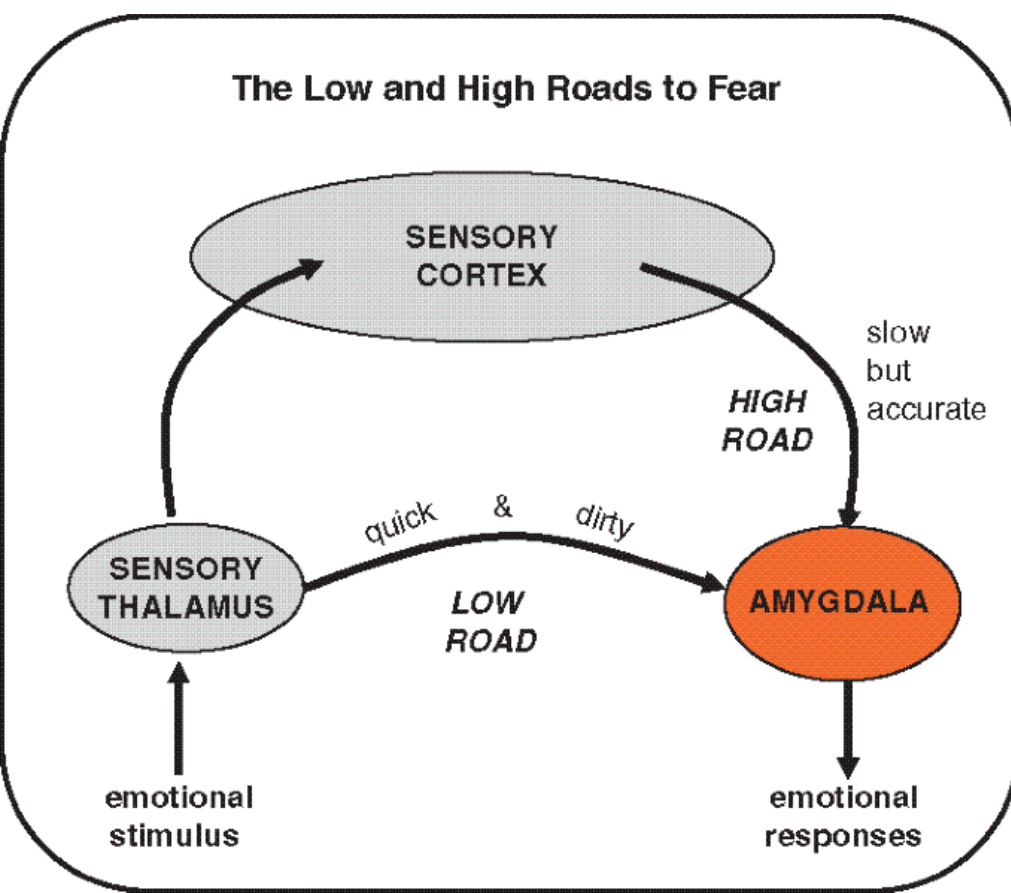 The Low and High Roads to Fear
SENSORY
CORTEX
slow
but
accurate
HIGH
ROAD
quick & dirty
LOW
ROAD
SENSORY
THALAMUS
AMYGDALA
emotional
stimulus
emotional
responses